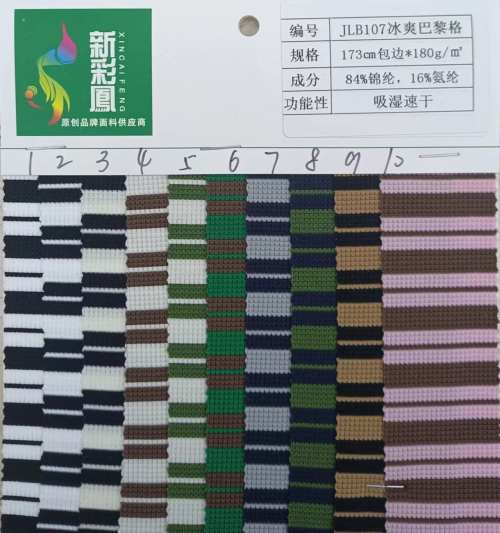 新彩鳳
XINCAIFENG
原创品牌面料供应商
编号 JLB107冰爽巴黎格
规格 173cm包边*180g/㎡
成分 84%锦纶，16%氨纶
功能性 吸湿速干
1 2 3 4 5 6 7 8 9 10